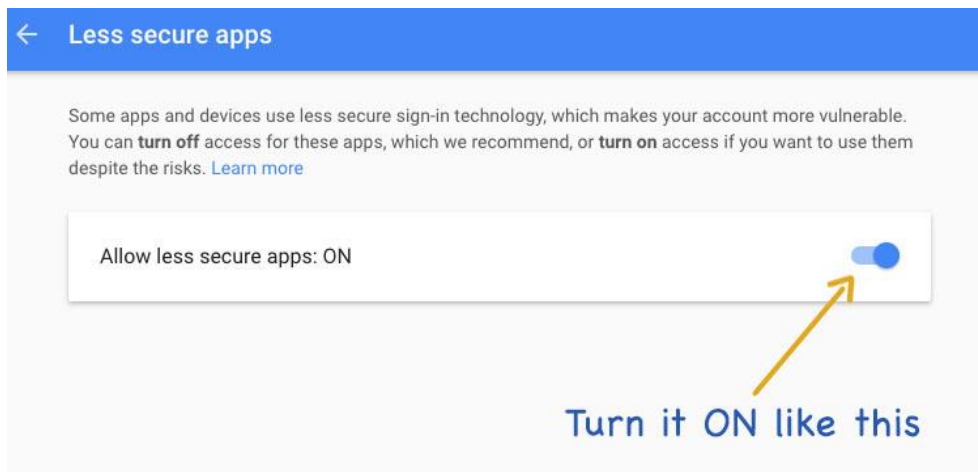 Less secure apps
Some apps and devices use less secure sign-in technology, which makes your account more vulnerable.
You can turn off access for these apps, which we recommend, or turn on access if you want to use them
despite the risks. Learn more
Allow less secure apps: ON
Turn it ON like this